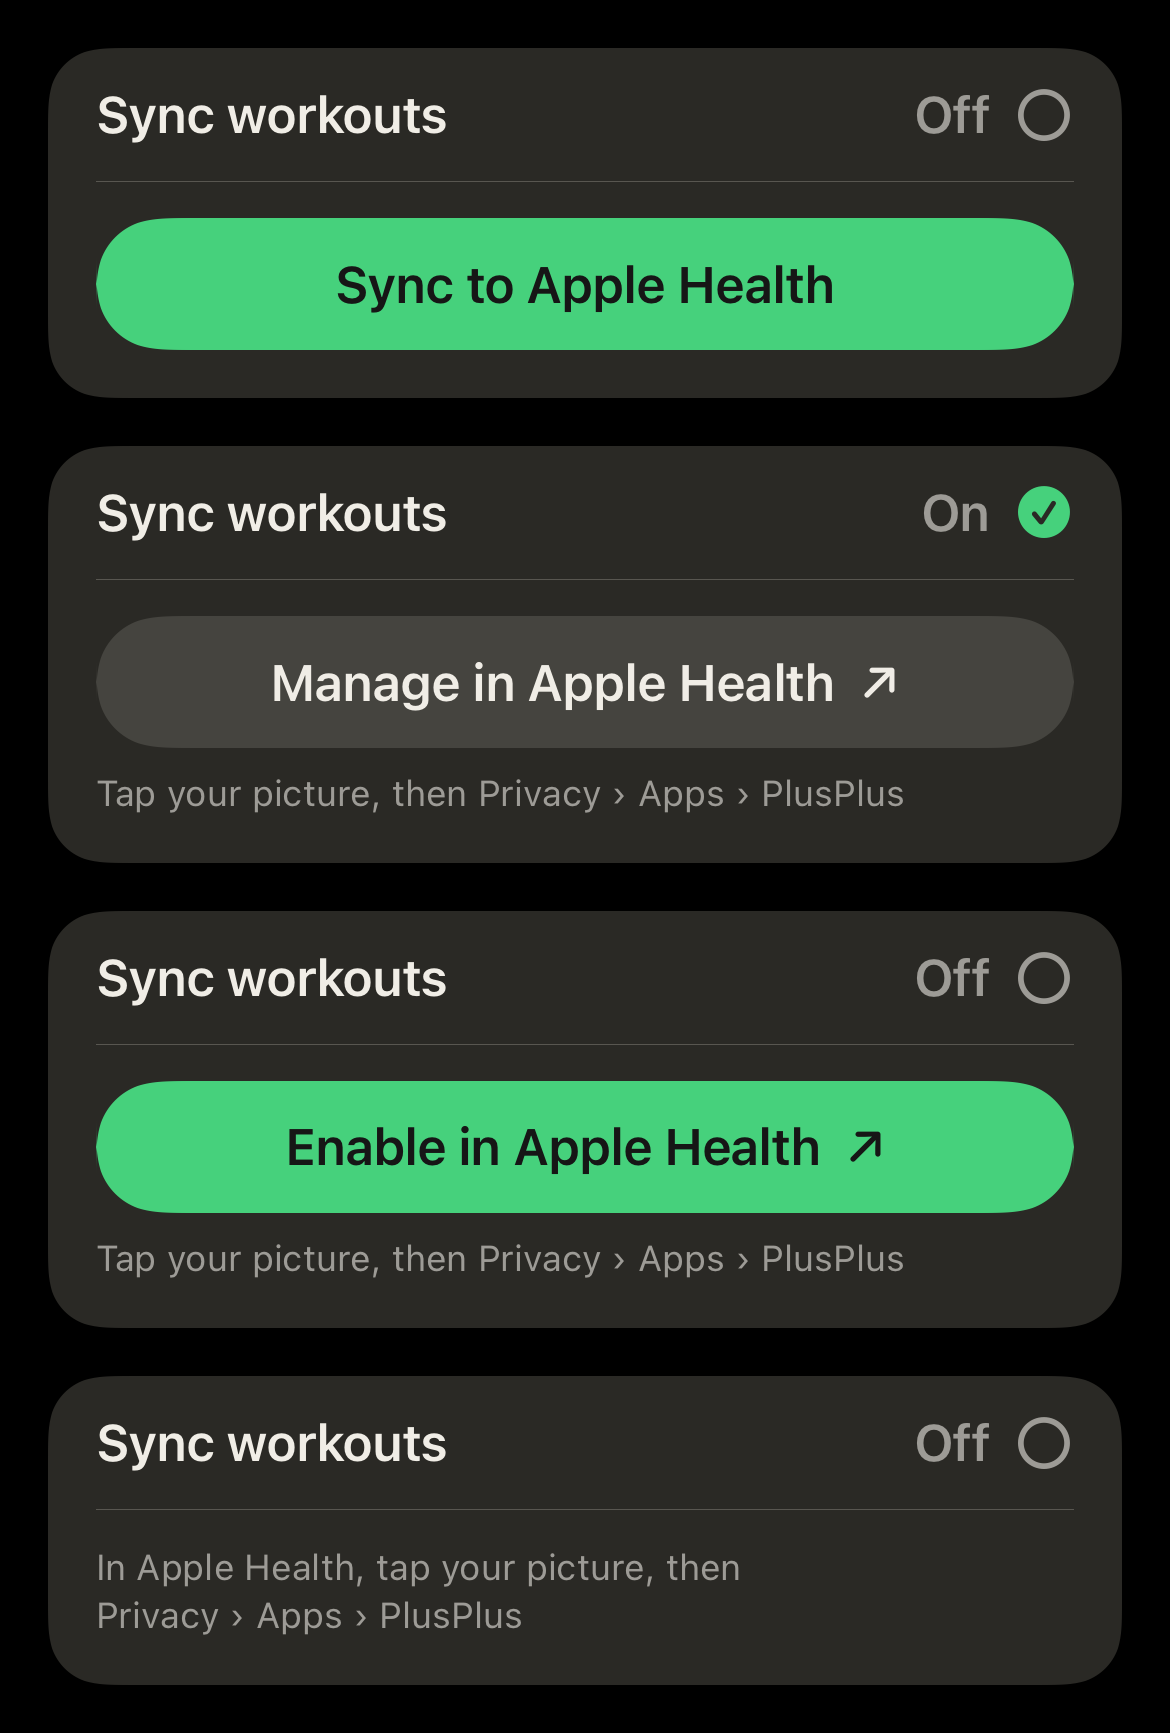 Sync workouts Off
Sync to Apple Health
Sync workouts On
Manage in Apple Health
Tap your picture, then Privacy › Apps › PlusPlus
Sync workouts Off
Enable in Apple Health
Tap your picture, then Privacy › Apps › PlusPlus
Sync workouts Off
In Apple Health, tap your picture, then
Privacy › Apps › PlusPlus